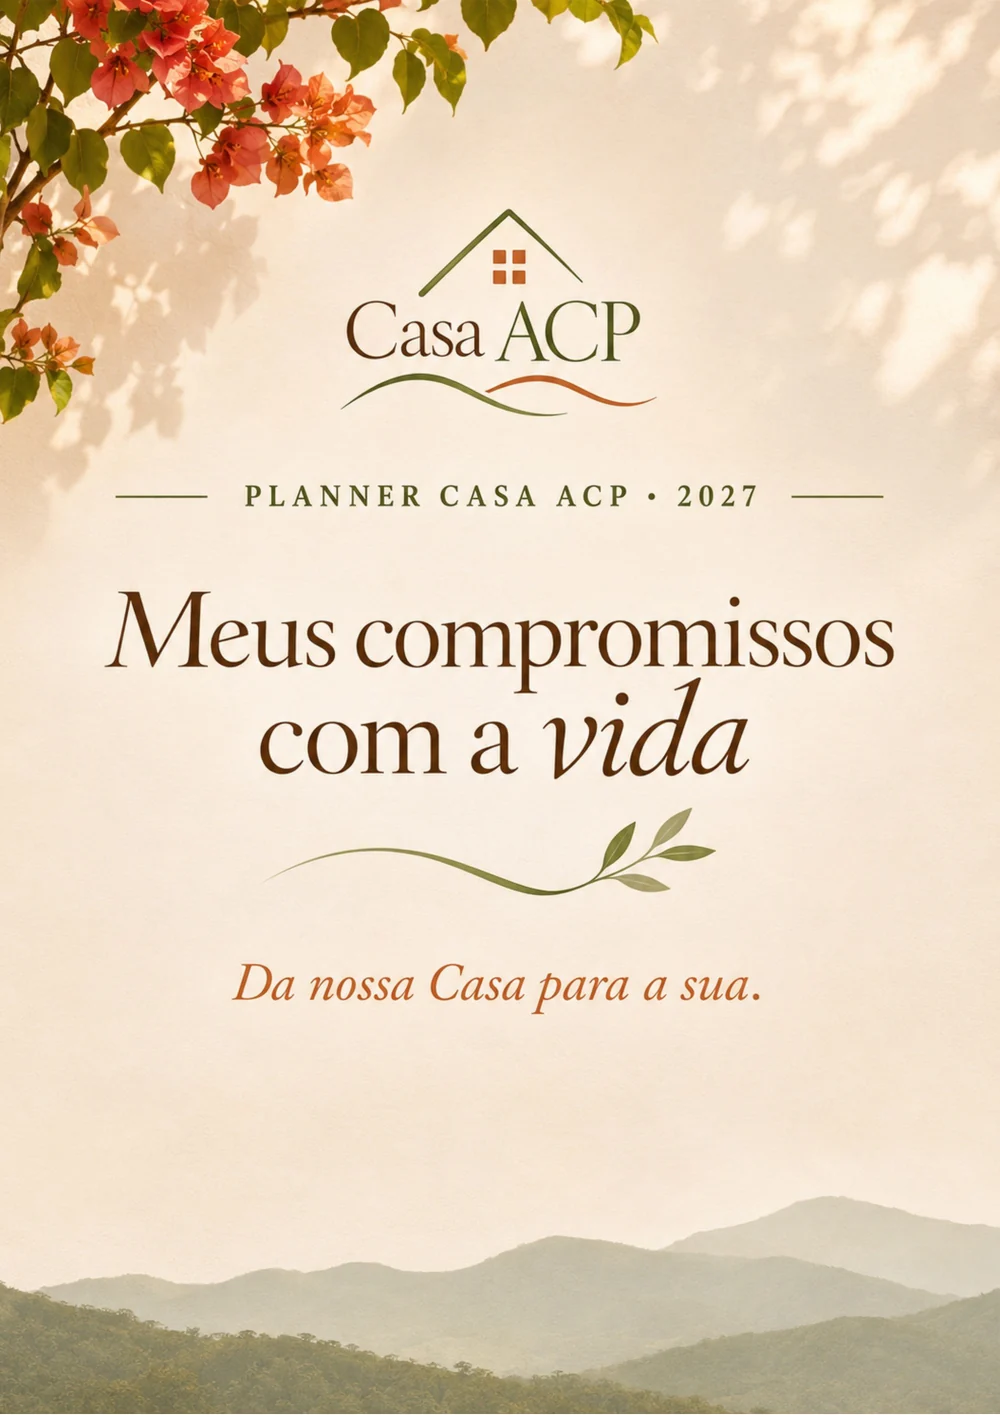 Casa ACP
PLANNER CASA ACP • 2027
Meus compromissos
com a vida
Da nossa Casa para a sua.